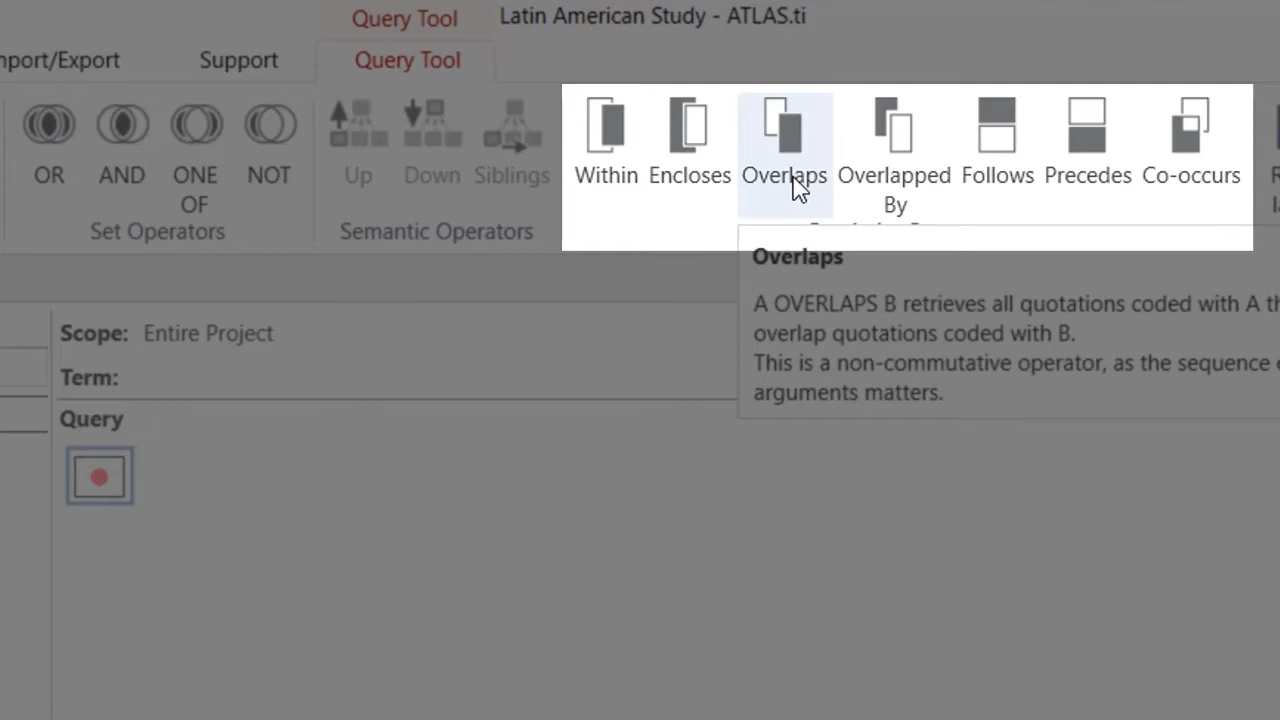 Query Tool
Latin American Study - ATLAS.ti
mport/Export
Support
Query Tool
OR
AND
ONE OF
NOT
Set Operators
Up
Down
Siblings
Semantic Operators
Within
Encloses
Overlaps
Overlapped By
Follows
Precedes
Co-occurs
Overlaps
A OVERLAPS B retrieves all quotations coded with A th
overlap quotations coded with B.
This is a non-commutative operator, as the sequence
arguments matters.
Scope: Entire Project
Term:
Query